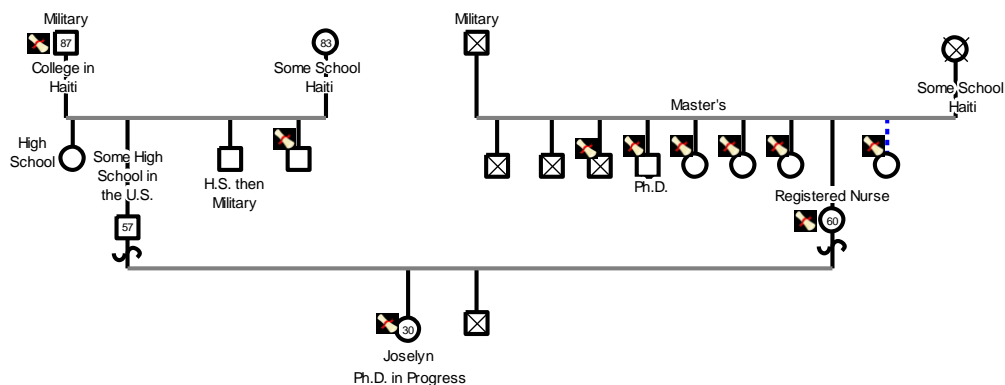 Military
Military
87
83
College in
Haiti
Some School
Haiti
Some School
Haiti
Master's
High
School
Some High
School in
the U.S.
H.S. then
Military
Ph.D.
Registered Nurse
57
60
30
Joselyn
Ph.D. in Progress